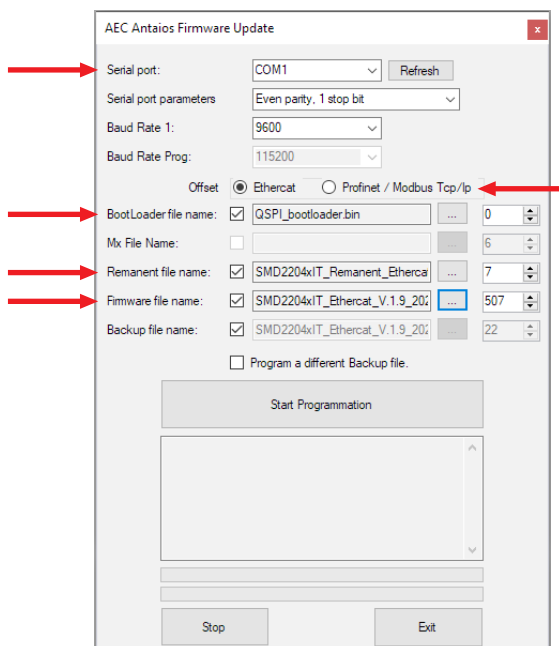 AEC Antaios Firmware Update
x
Serial port: COM1 Refresh
Serial port parameters Even parity, 1 stop bit
Baud Rate 1: 9600
Baud Rate Prog: 115200
Offset Ethercat Profinet / Modbus Tcp/Ip
BootLoader file name: QSPI_bootloader.bin ... 0
Mx File Name: ... 6
Remanent file name: SMD2204xIT_Remanent_Etherca ... 7
Firmware file name: SMD2204xIT_Ethercat_V.1.9_202 ... 507
Backup file name: SMD2204xIT_Ethercat_V.1.9_202 ... 22
Program a different Backup file.
Start Programmation
Stop Exit